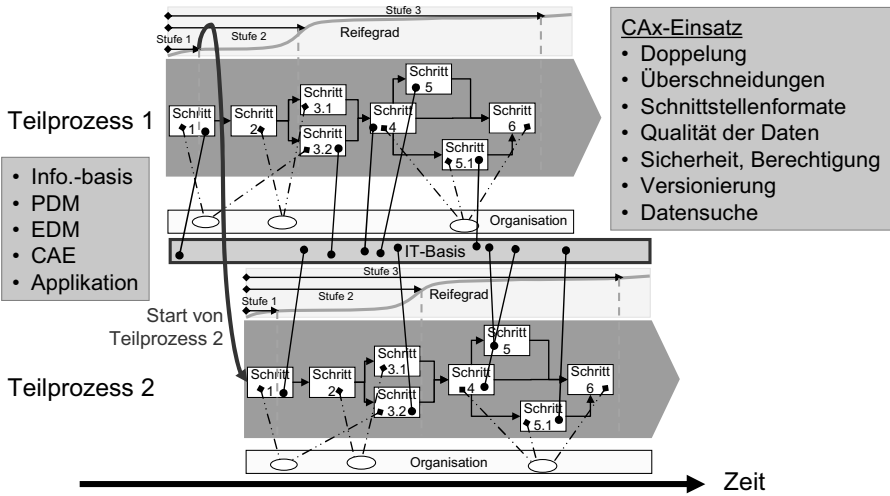 Stufe 3
Stufe 1
Stufe 2
Reifegrad
Teilprozess 1
Schritt
1
Schritt
2
Schritt
3.1
Schritt
3.2
Schritt
4
Schritt
5
Schritt
5.1
Schritt
6
Organisation
CAx-Einsatz
• Doppelung
• Überschneidungen
• Schnittstellenformate
• Qualität der Daten
• Sicherheit, Berechtigung
• Versionierung
• Datensuche
• Info.-basis
• PDM
• EDM
• CAE
• Applikation
IT-Basis
Start von
Teilprozess 2
Stufe 3
Stufe 2
Stufe 1
Reifegrad
Teilprozess 2
Schritt
1
Schritt
2
Schritt
3.1
Schritt
3.2
Schritt
4
Schritt
5
Schritt
5.1
Schritt
6
Organisation
Zeit